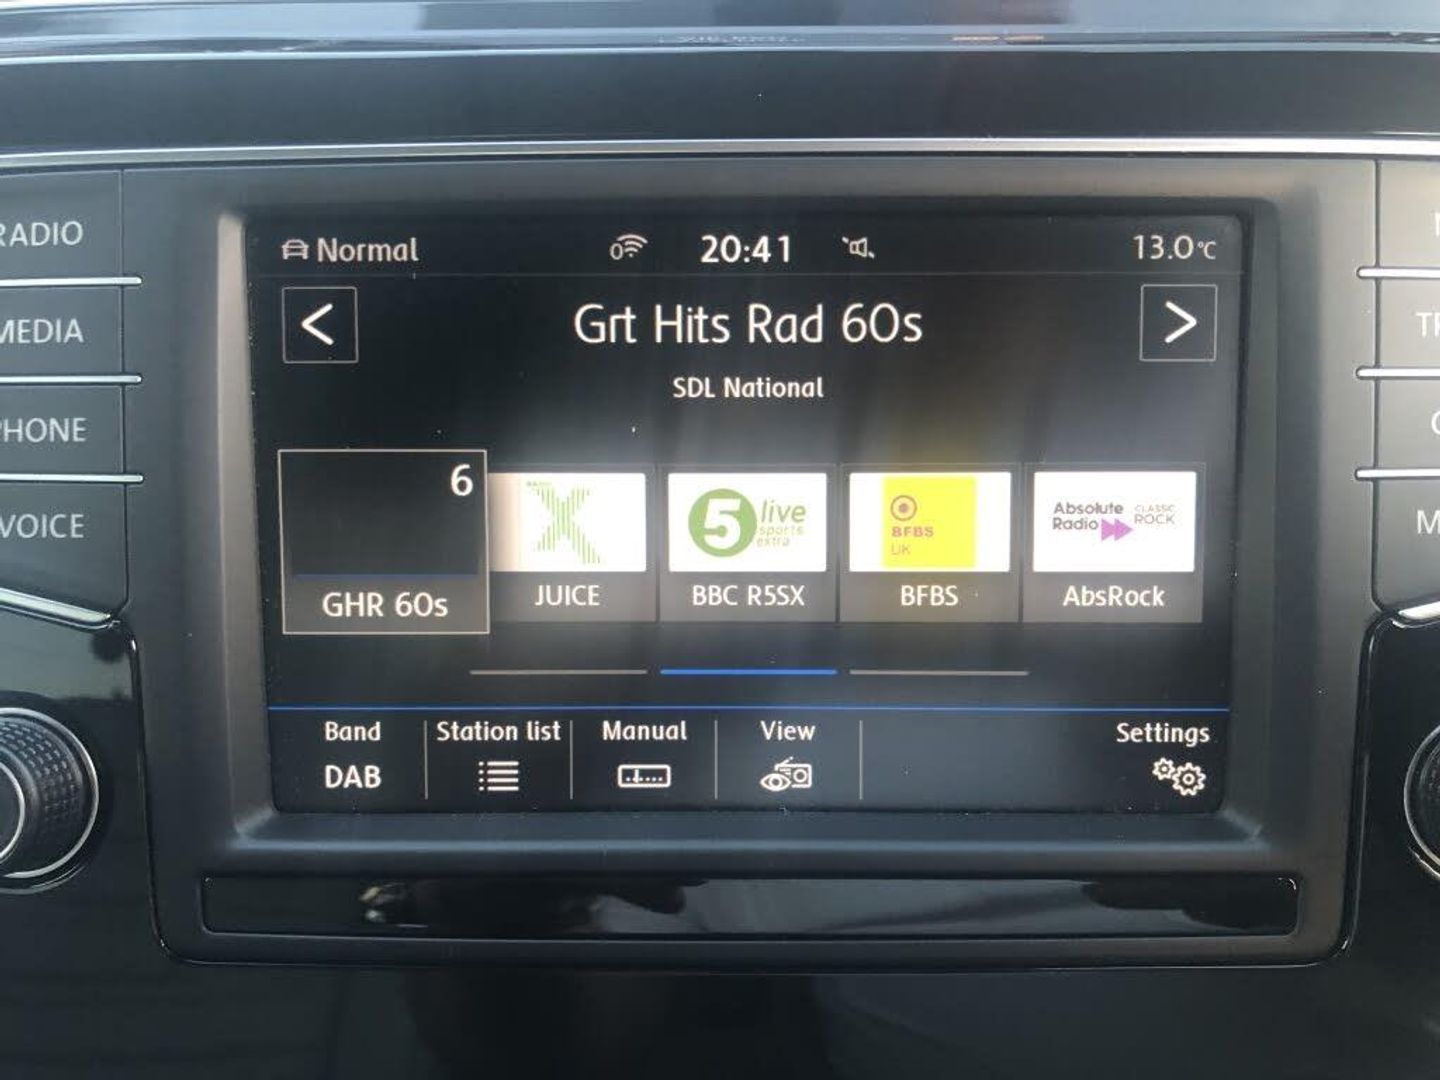 RADIO
MEDIA
PHONE
VOICE
Normal 20:41 13.0°C
< Grt Hits Rad 60s >
SDL National
6
RADIO X
5 live sports extra
BFBS UK
Absolute Radio CLASSIC ROCK
GHR 60s JUICE BBC R5SX BFBS AbsRock
Band Station list Manual View Settings
DAB